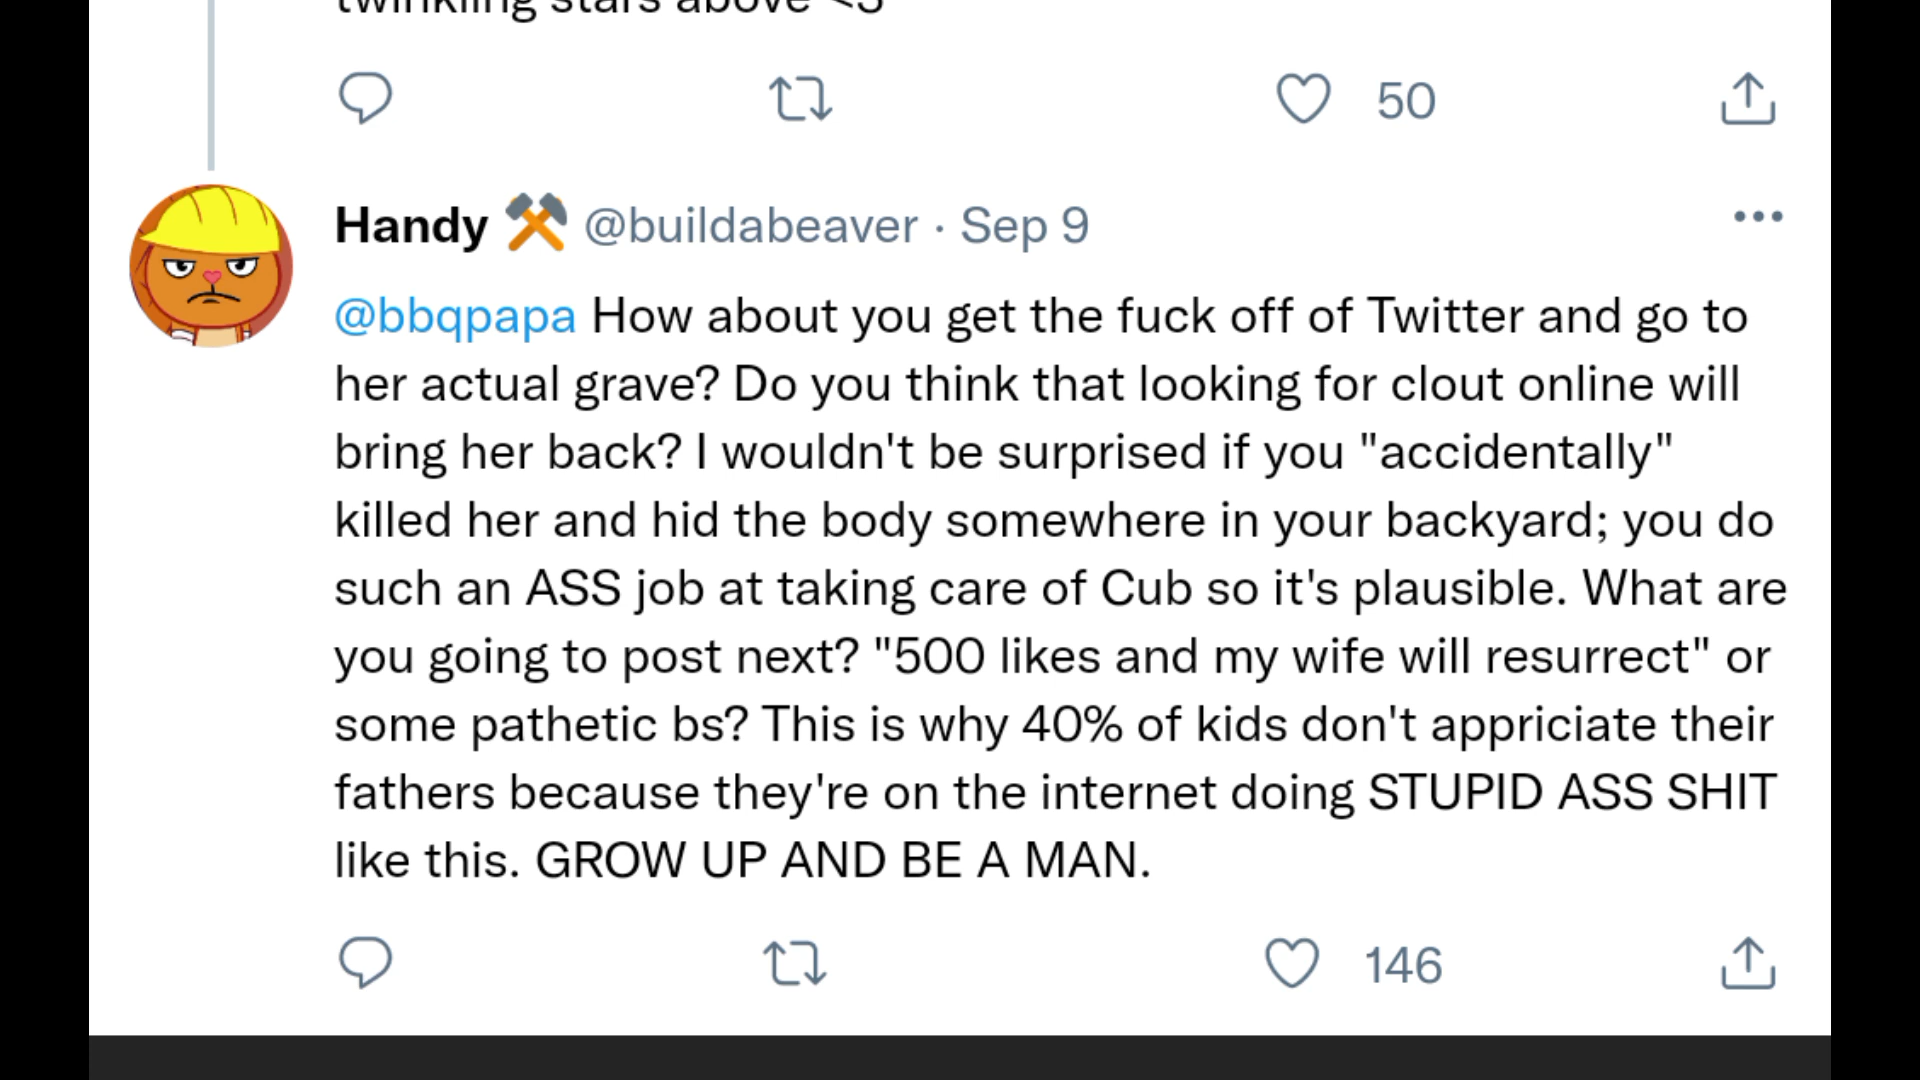 twinkling stars above <3
50
Handy @buildabeaver · Sep 9
@bbqpapa How about you get the fuck off of Twitter and go to
her actual grave? Do you think that looking for clout online will
bring her back? I wouldn't be surprised if you "accidentally"
killed her and hid the body somewhere in your backyard; you do
such an ASS job at taking care of Cub so it's plausible. What are
you going to post next? "500 likes and my wife will resurrect" or
some pathetic bs? This is why 40% of kids don't appriciate their
fathers because they're on the internet doing STUPID ASS SHIT
like this. GROW UP AND BE A MAN.
146